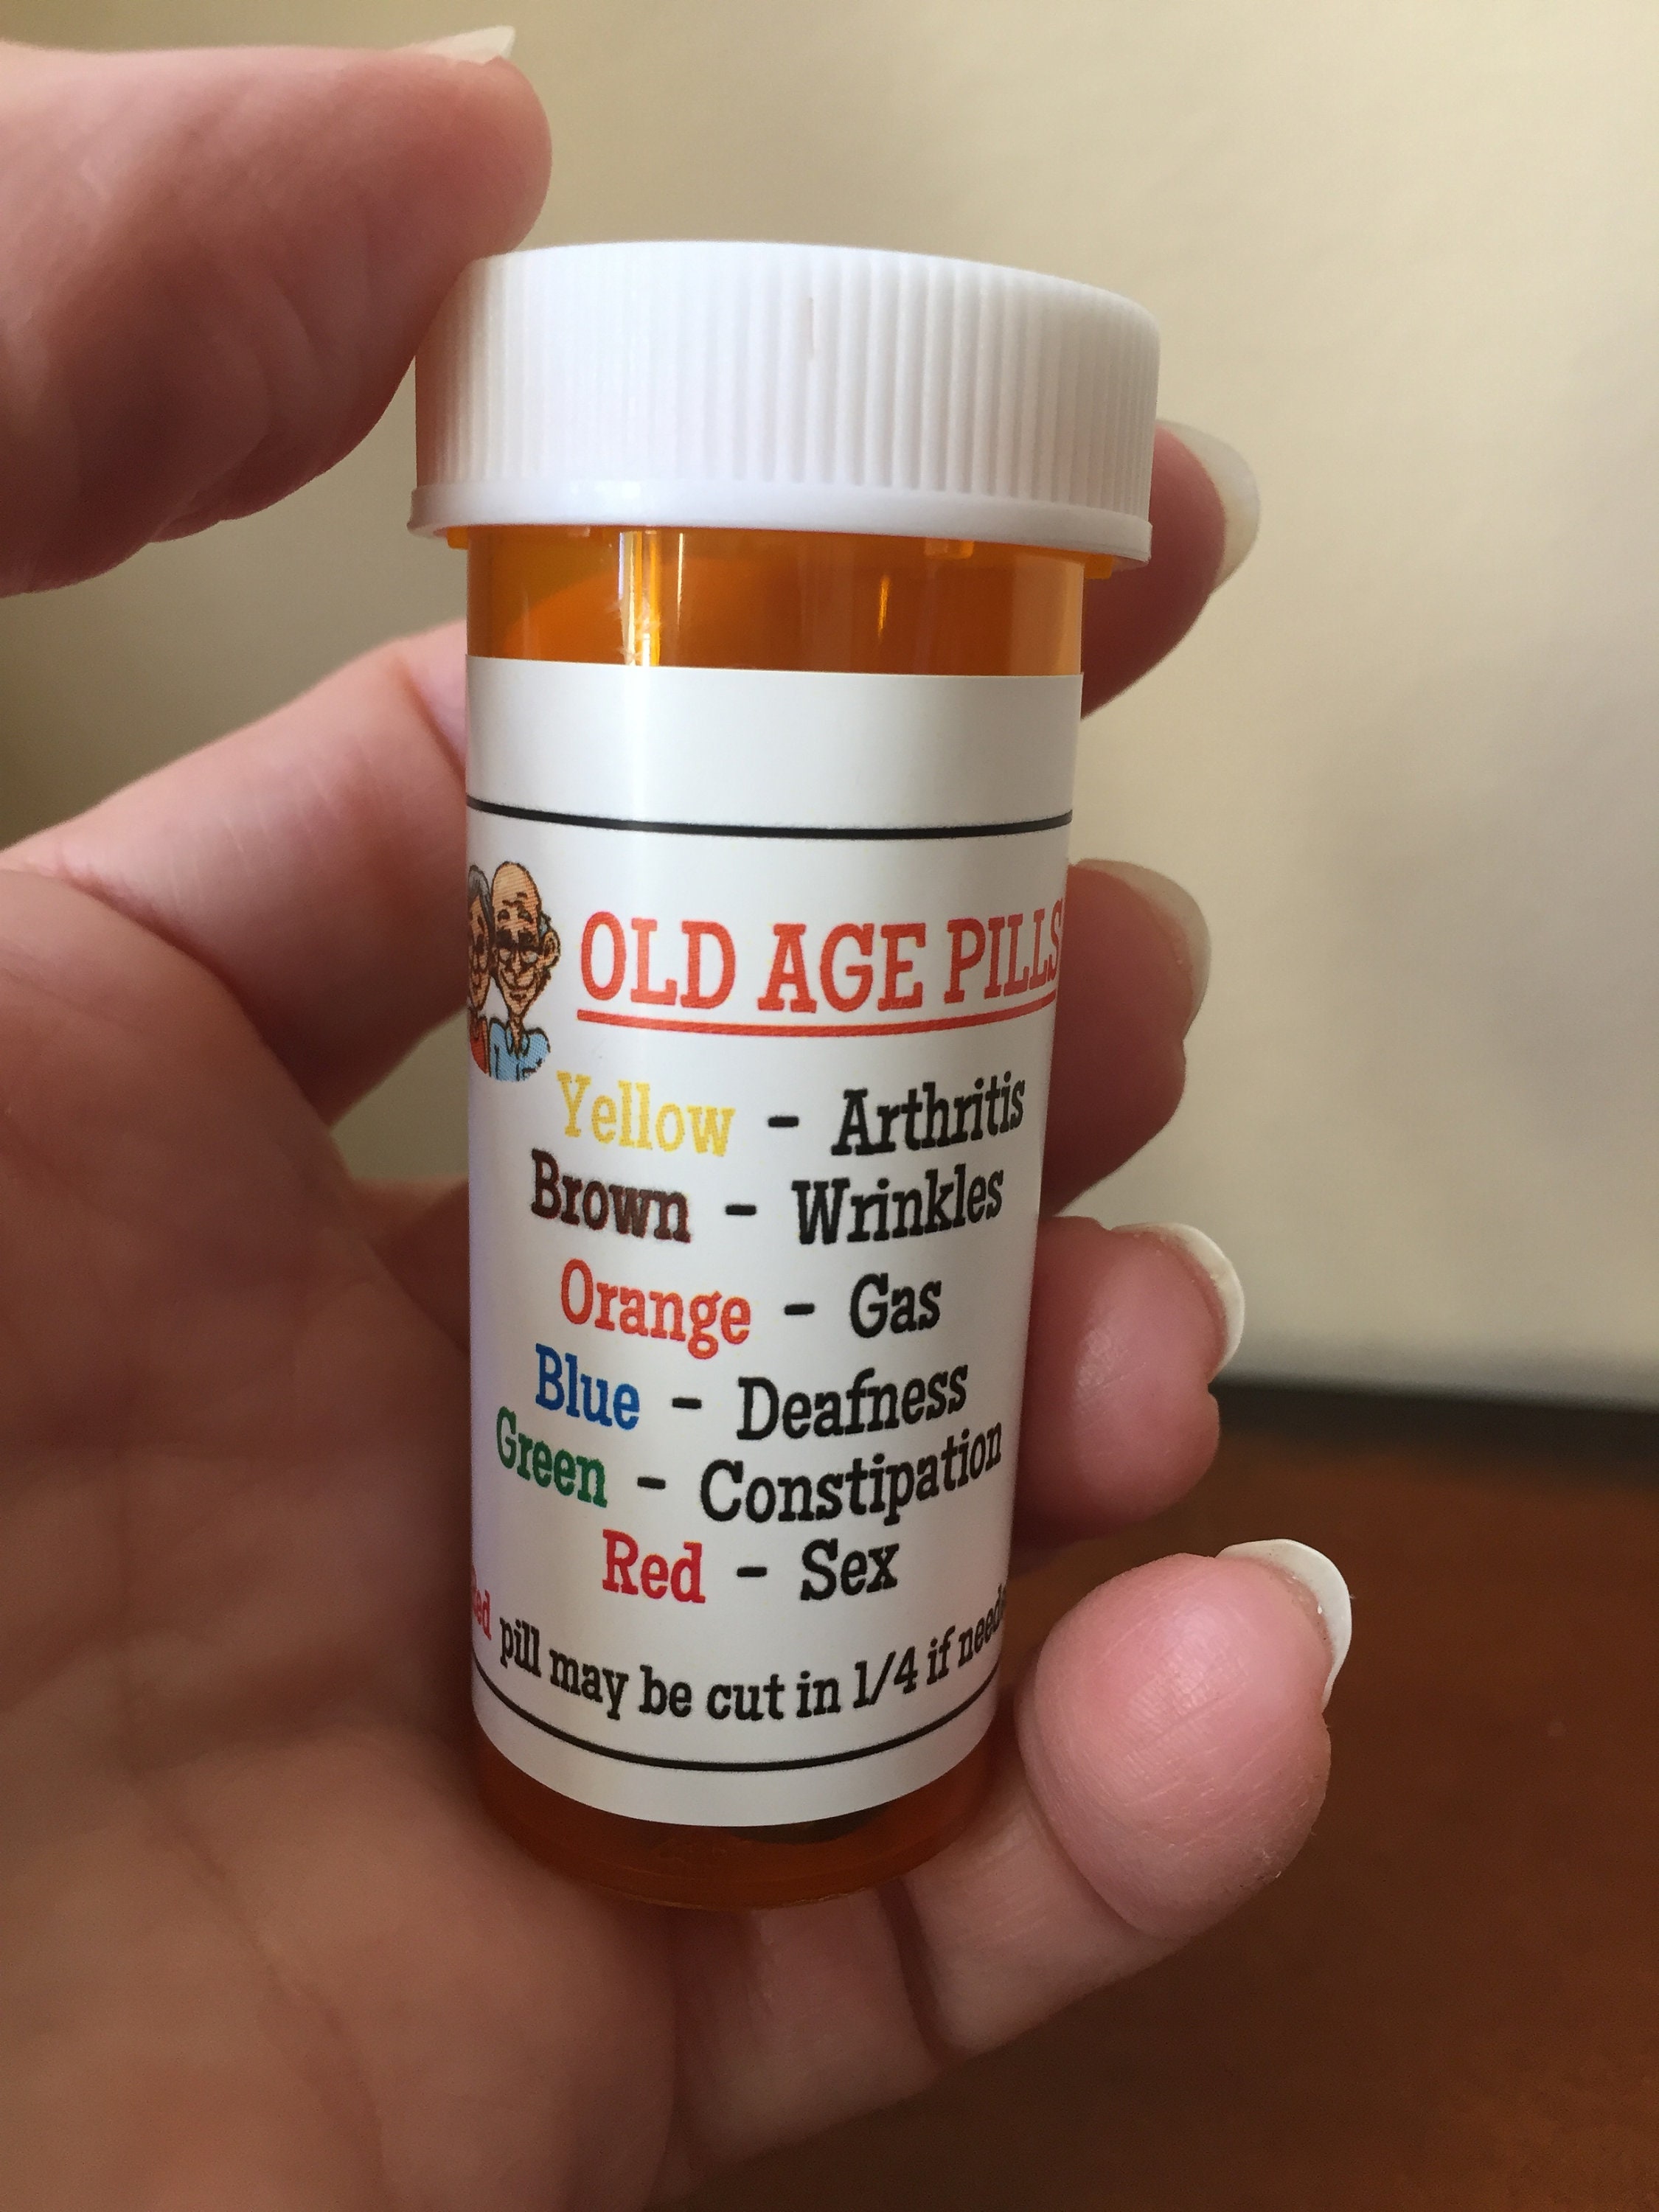 OLD AGE PILLS
Yellow - Arthritis
Brown - Wrinkles
Orange - Gas
Blue - Deafness
Green - Constipation
Red - Sex
pill may be cut in 1/4 if